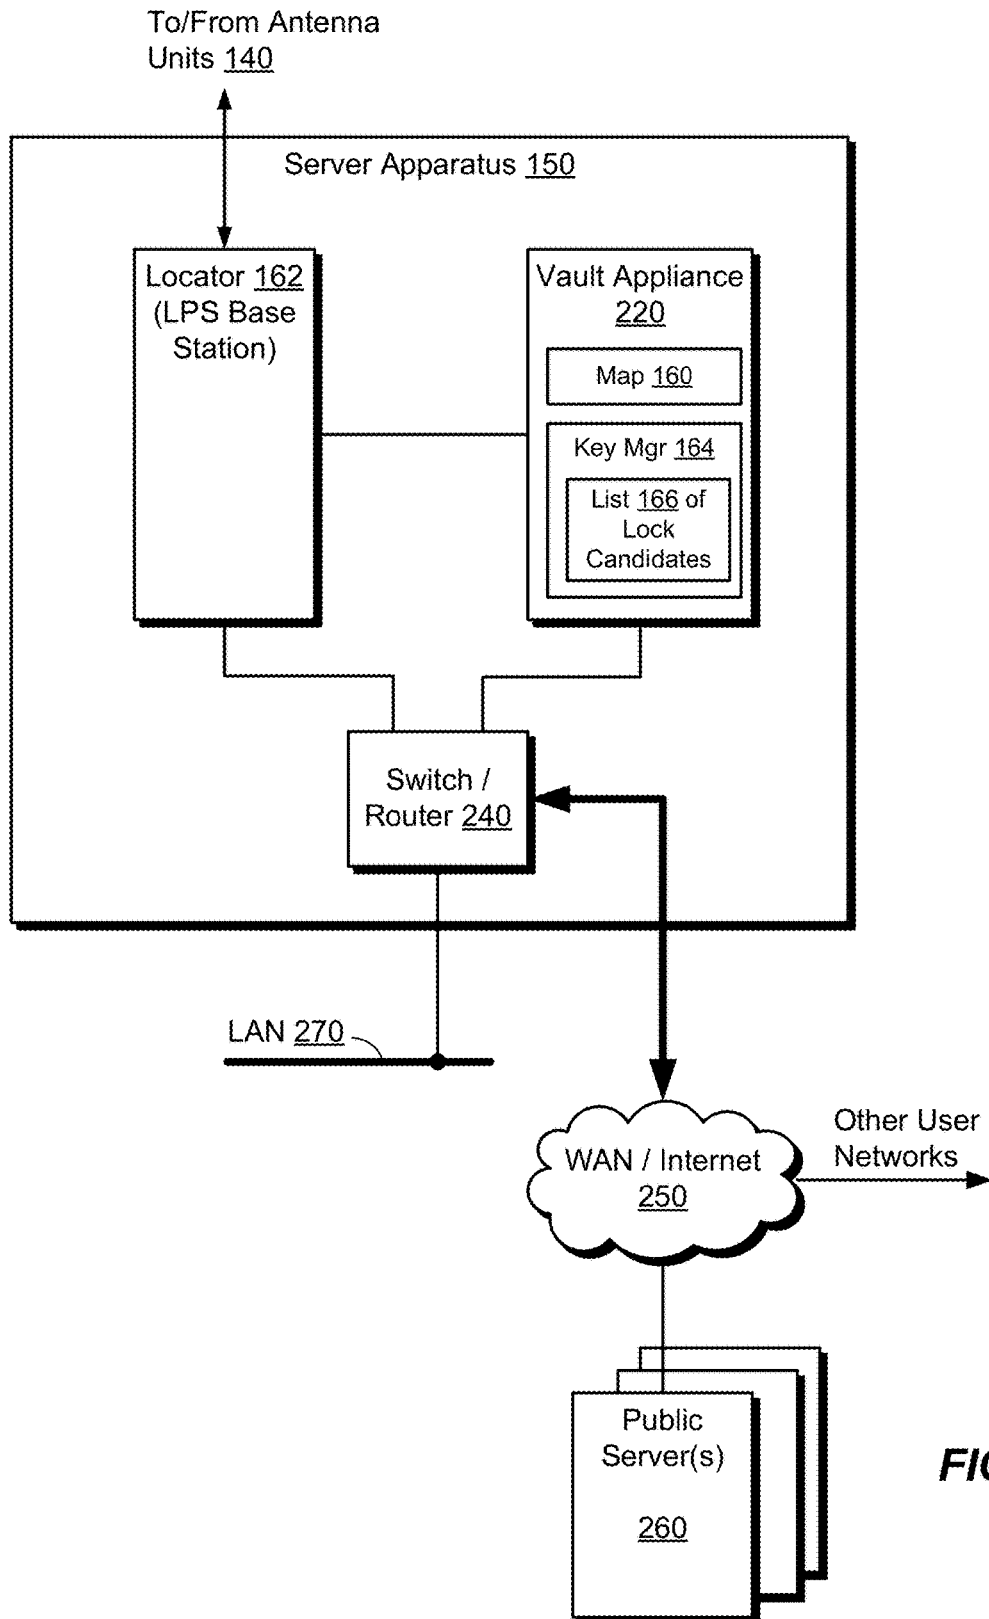 To/From Antenna
Units 140
Server Apparatus 150
Locator 162
(LPS Base
Station)
Vault Appliance
220
Map 160
Key Mgr 164
List 166 of
Lock
Candidates
Switch /
Router 240
LAN 270
WAN / Internet
250
Other User
Networks
Public
Server(s)
260